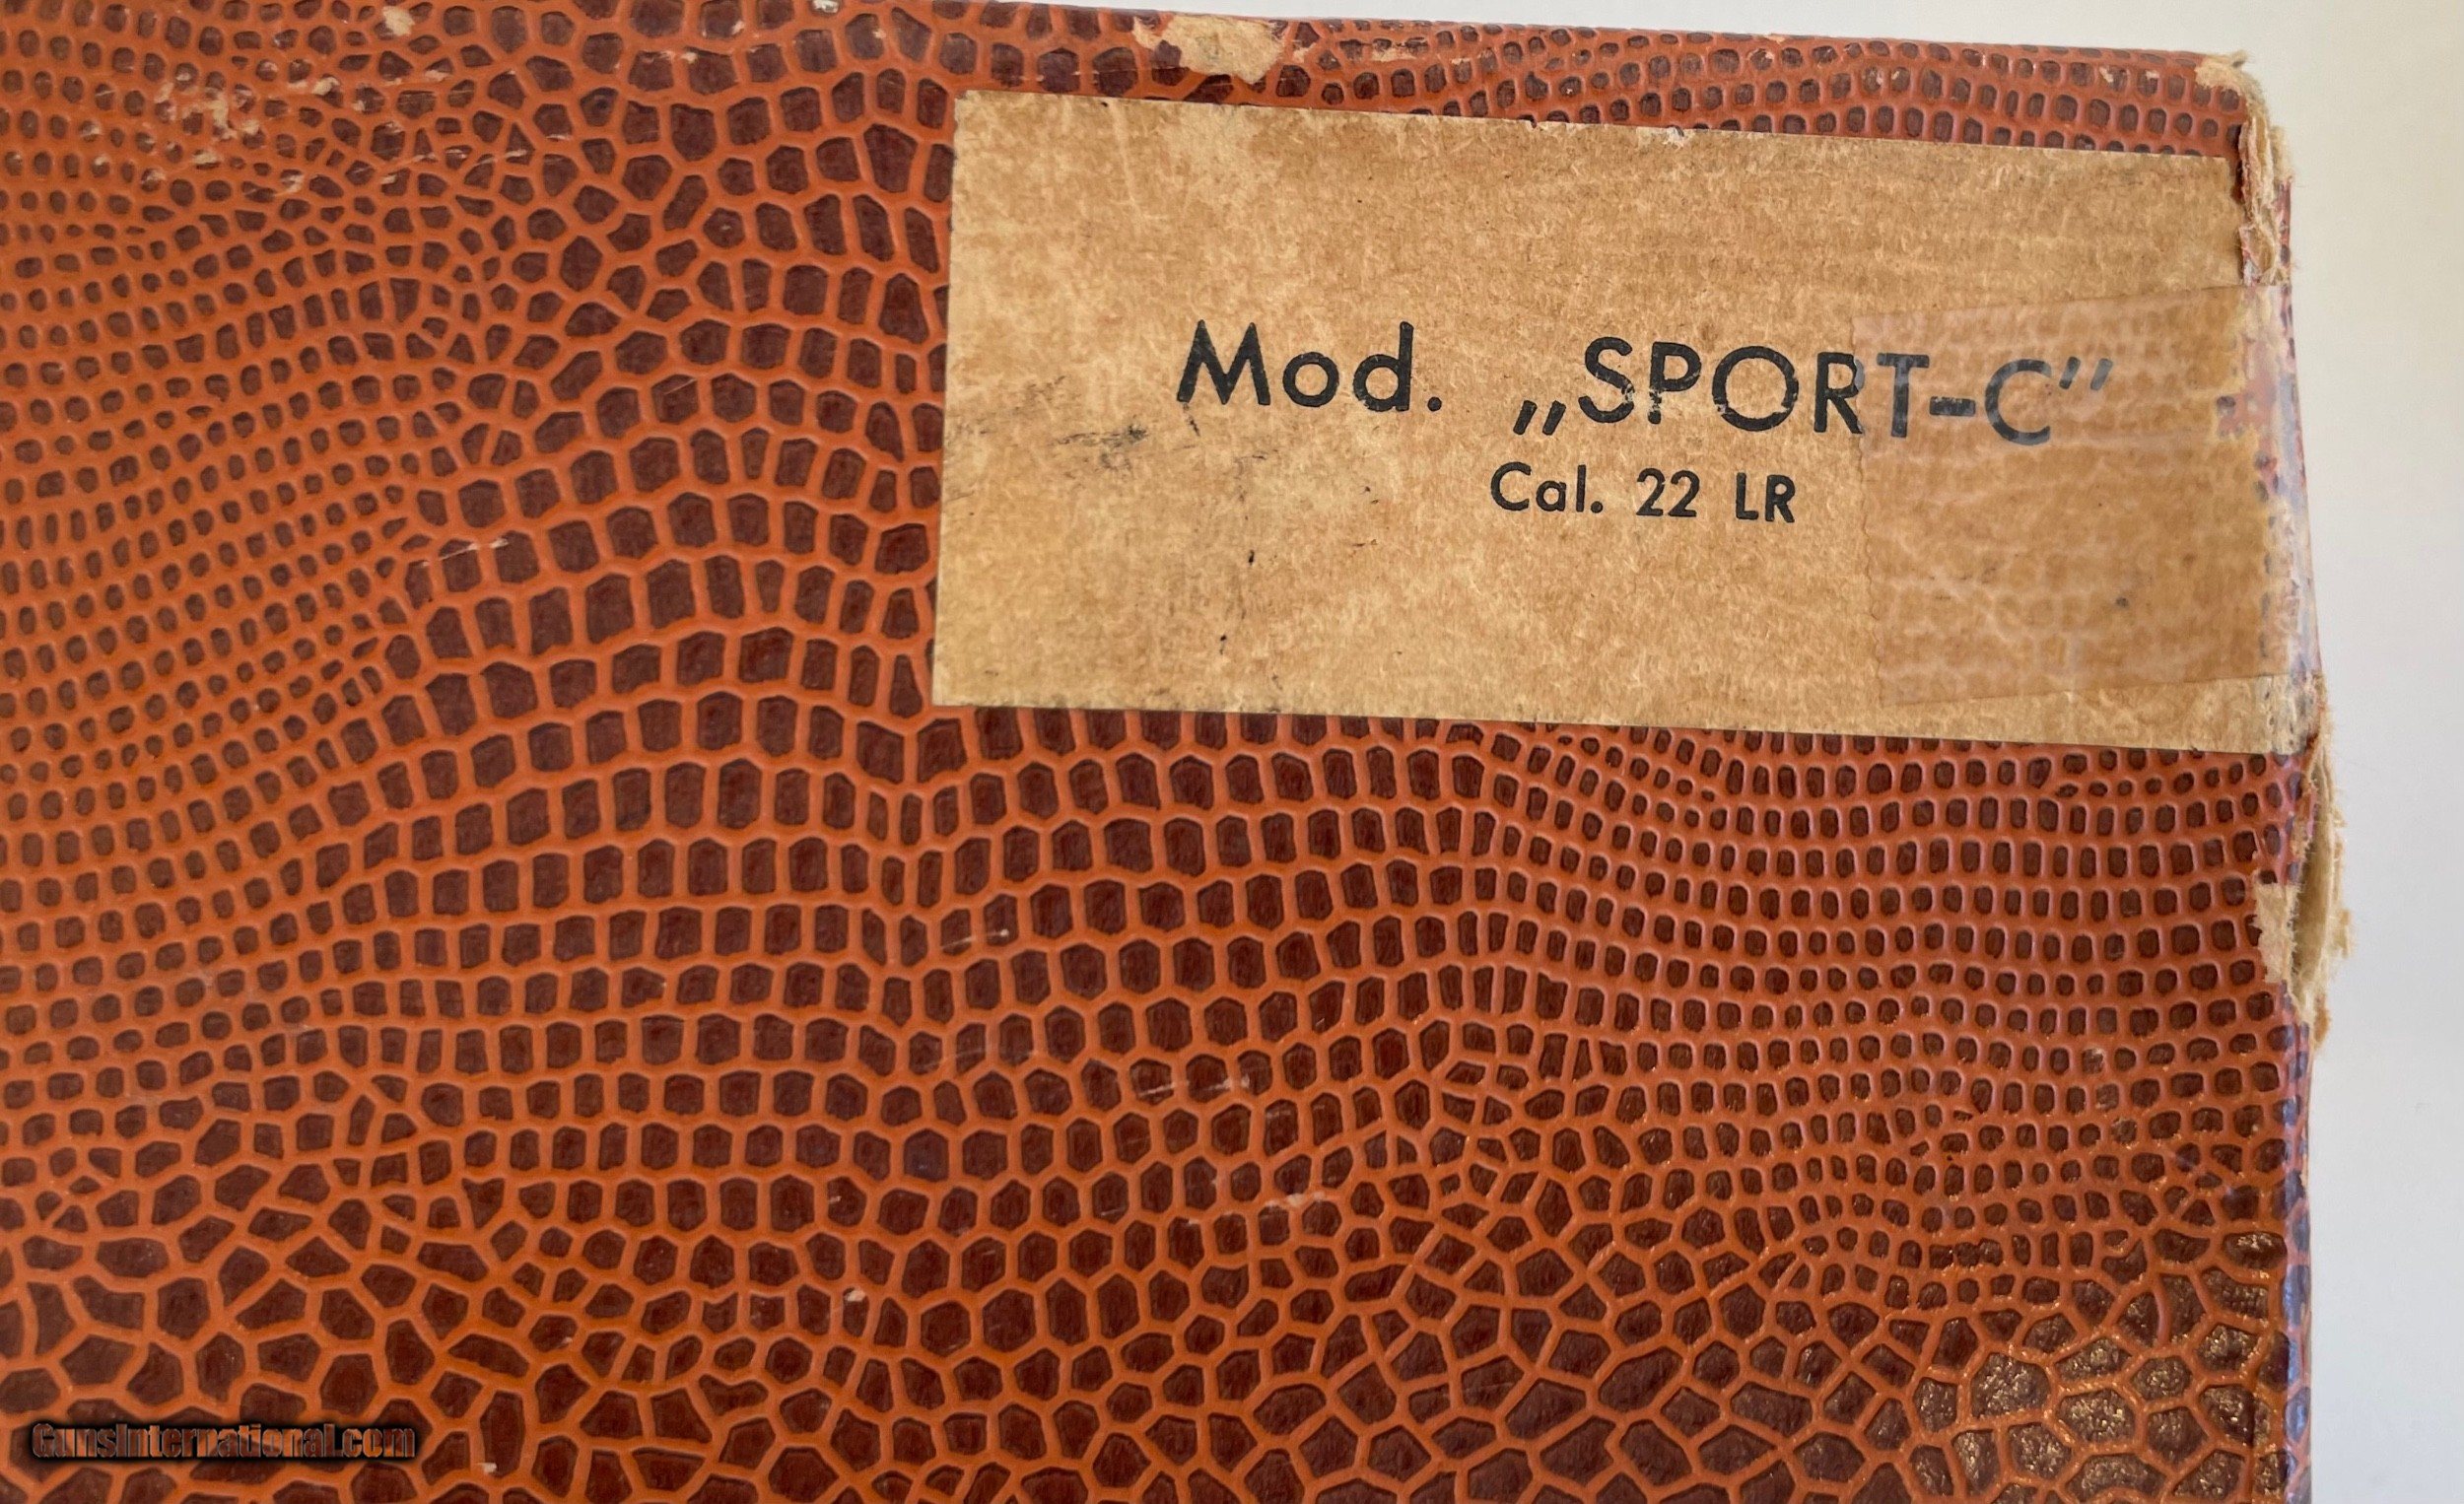 Mod. „SPORT-C”
Cal. 22 LR
GunsInternational.com